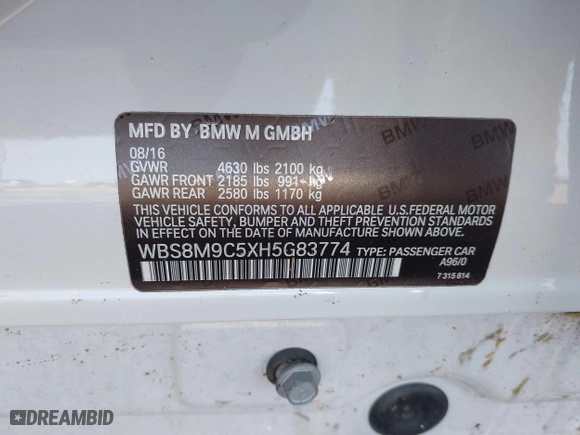 MFD BY BMW M GMBH
08/16
GVWR 4630 lbs 2100 kg
GAWR FRONT 2185 lbs 991 kg
GAWR REAR 2580 lbs 1170 kg
THIS VEHICLE CONFORMS TO ALL APPLICABLE U.S.FEDERAL MOTOR
VEHICLE SAFETY, BUMPER AND THEFT PREVENTION STANDARDS
IN EFFECT ON THE DATE OF MANUFACTURE SHOWN ABOVE.
WBS8M9C5XH5G83774 TYPE: PASSENGER CAR
A96/0
7 315 814
DREAMBID